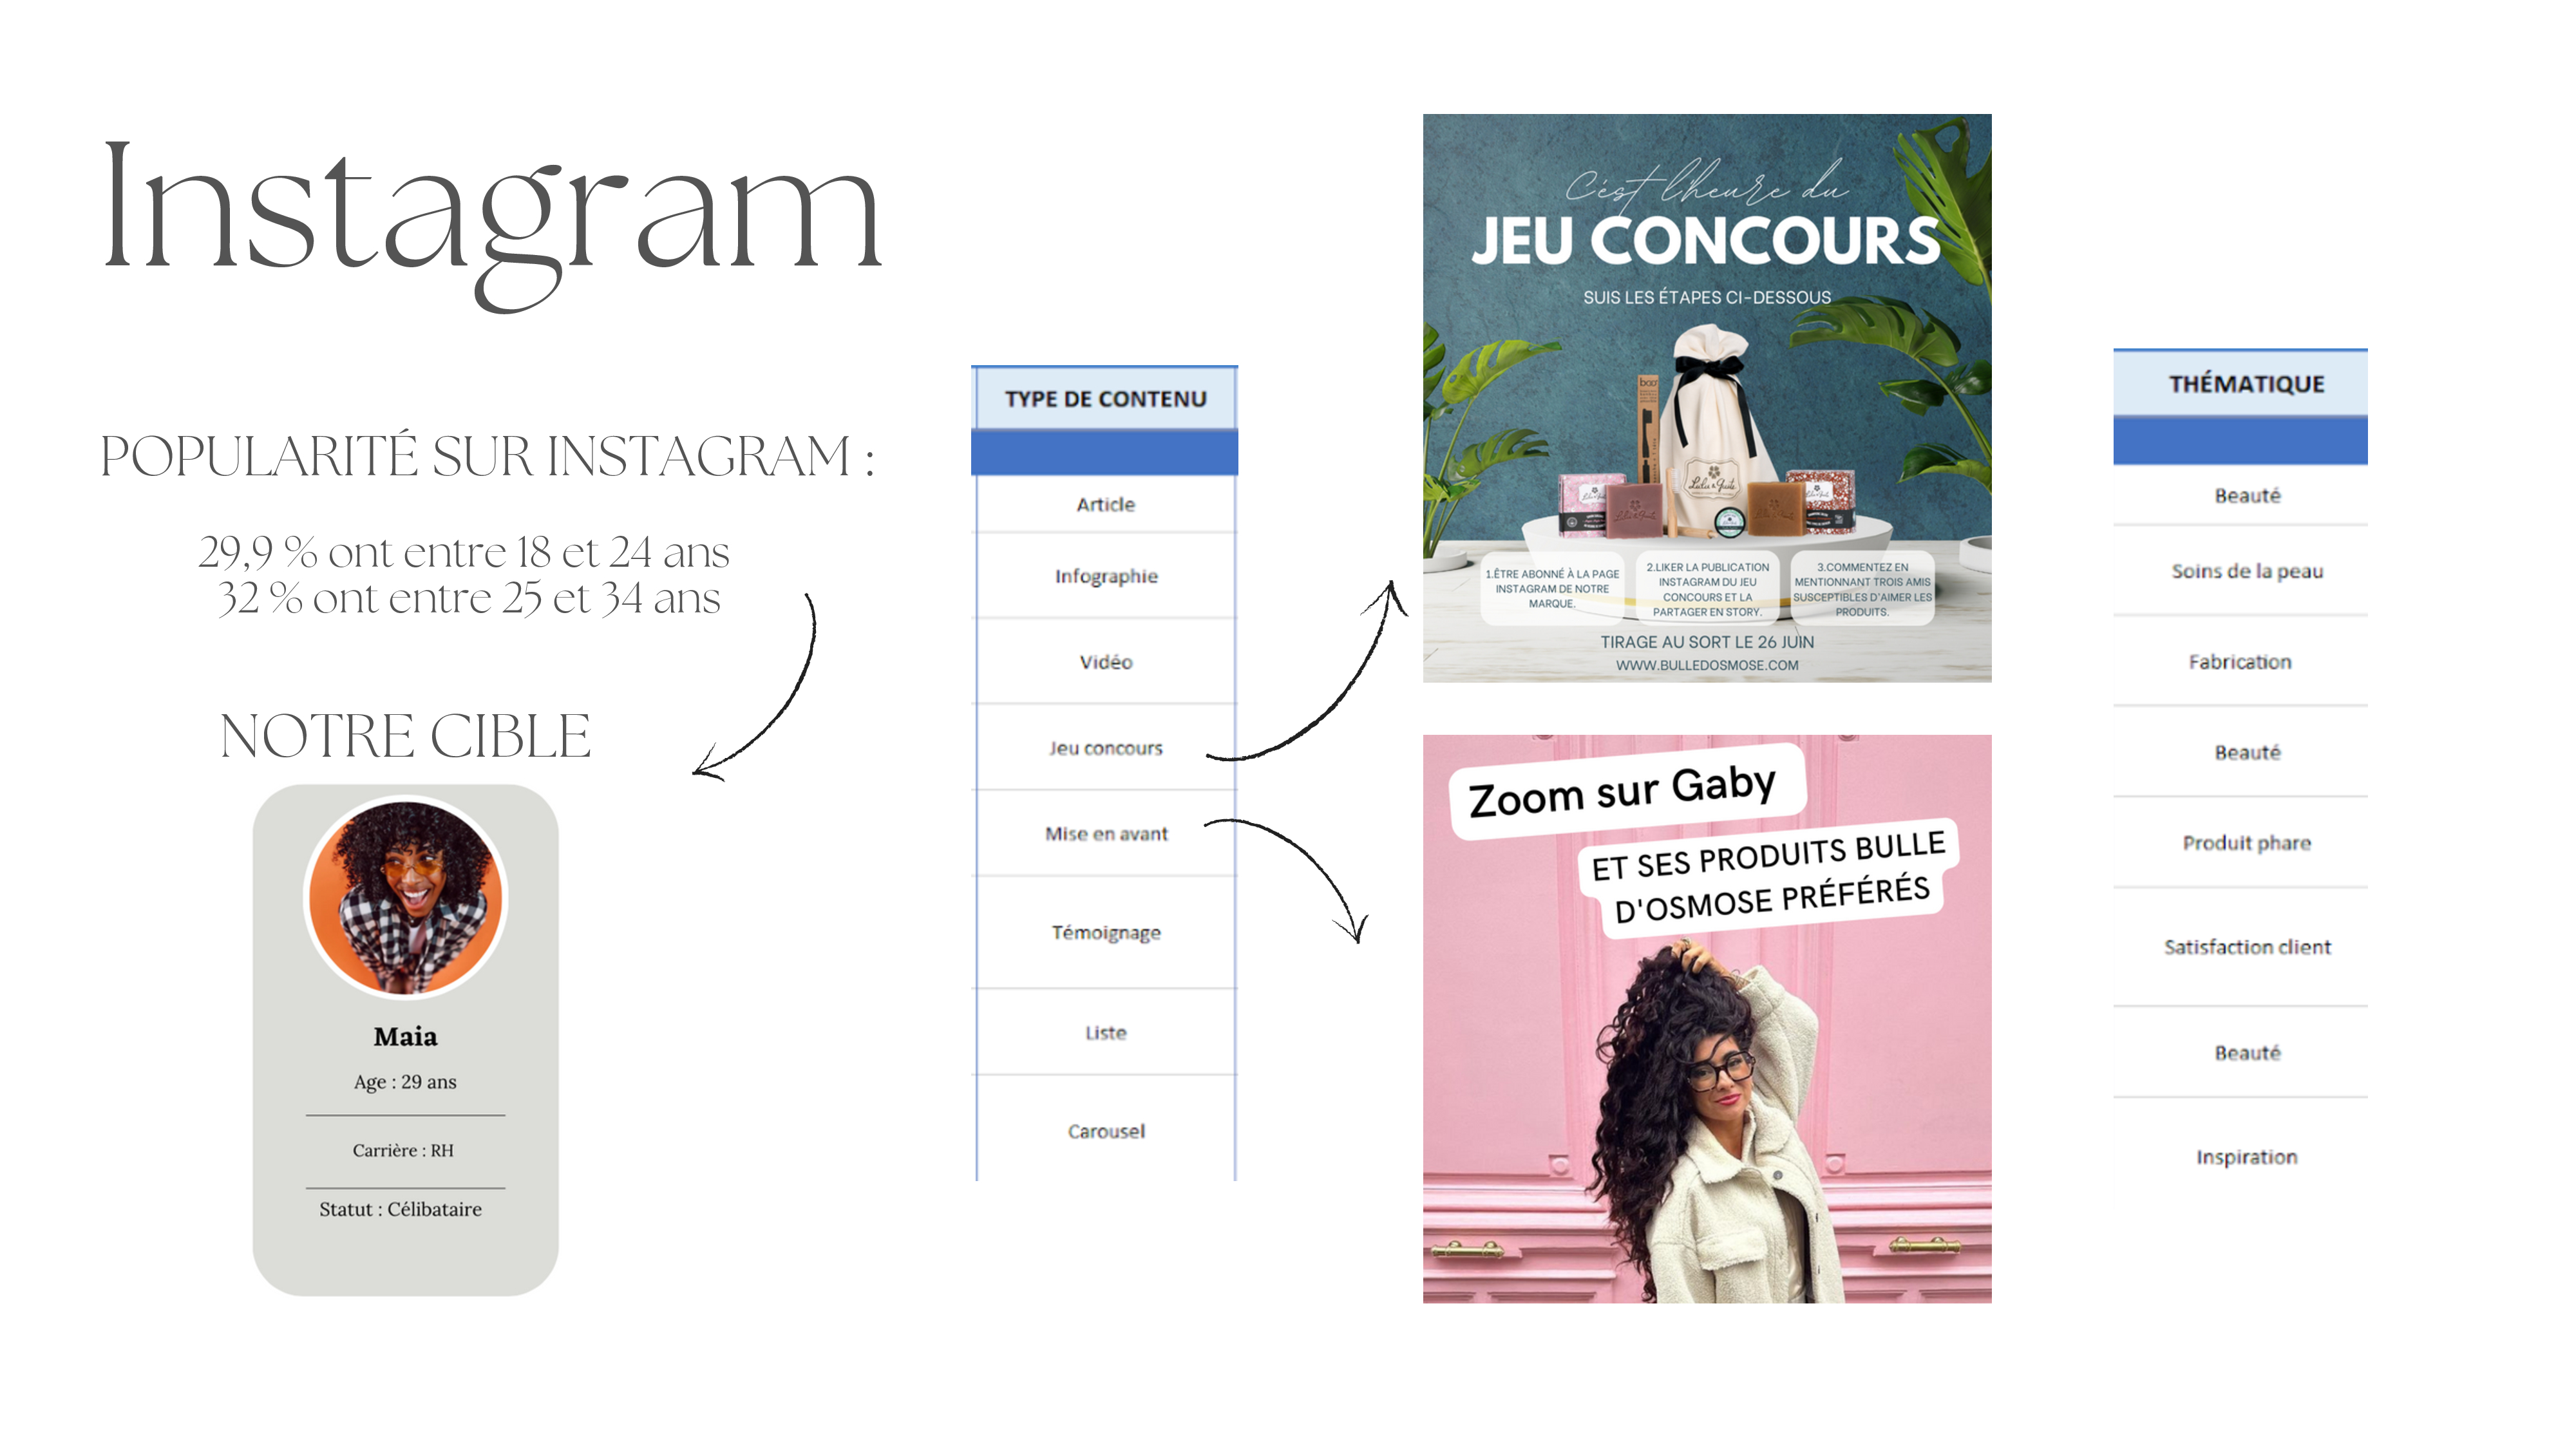 Instagram
POPULARITÉ SUR INSTAGRAM :
29,9 % ont entre 18 et 24 ans
32 % ont entre 25 et 34 ans
NOTRE CIBLE
Maia
Age : 29 ans
Carrière : RH
Statut : Célibataire
TYPE DE CONTENU
Article
Infographie
Vidéo
Jeu concours
Mise en avant
Témoignage
Liste
Carousel
C'est l'heure du
JEU CONCOURS
SUIS LES ÉTAPES CI-DESSOUS
boo
Lulu & Guite
Lulu & Guite
1.ÊTRE ABONNÉ À LA PAGE
INSTAGRAM DE NOTRE
MARQUE.
2.LIKER LA PUBLICATION
INSTAGRAM DU JEU
CONCOURS ET LA
PARTAGER EN STORY.
3.COMMENTEZ EN
MENTIONNANT TROIS AMIS
SUSCEPTIBLES D'AIMER LES
PRODUITS.
TIRAGE AU SORT LE 26 JUIN
WWW.BULLEDOSMOSE.COM
Zoom sur Gaby
ET SES PRODUITS BULLE
D'OSMOSE PRÉFÉRÉS
THÉMATIQUE
Beauté
Soins de la peau
Fabrication
Beauté
Produit phare
Satisfaction client
Beauté
Inspiration